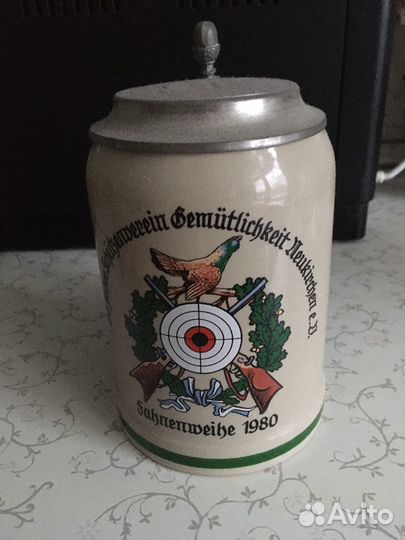 Gemütlichkeit Neukirchen e.V.
Fahnenweihe 1980
Avito